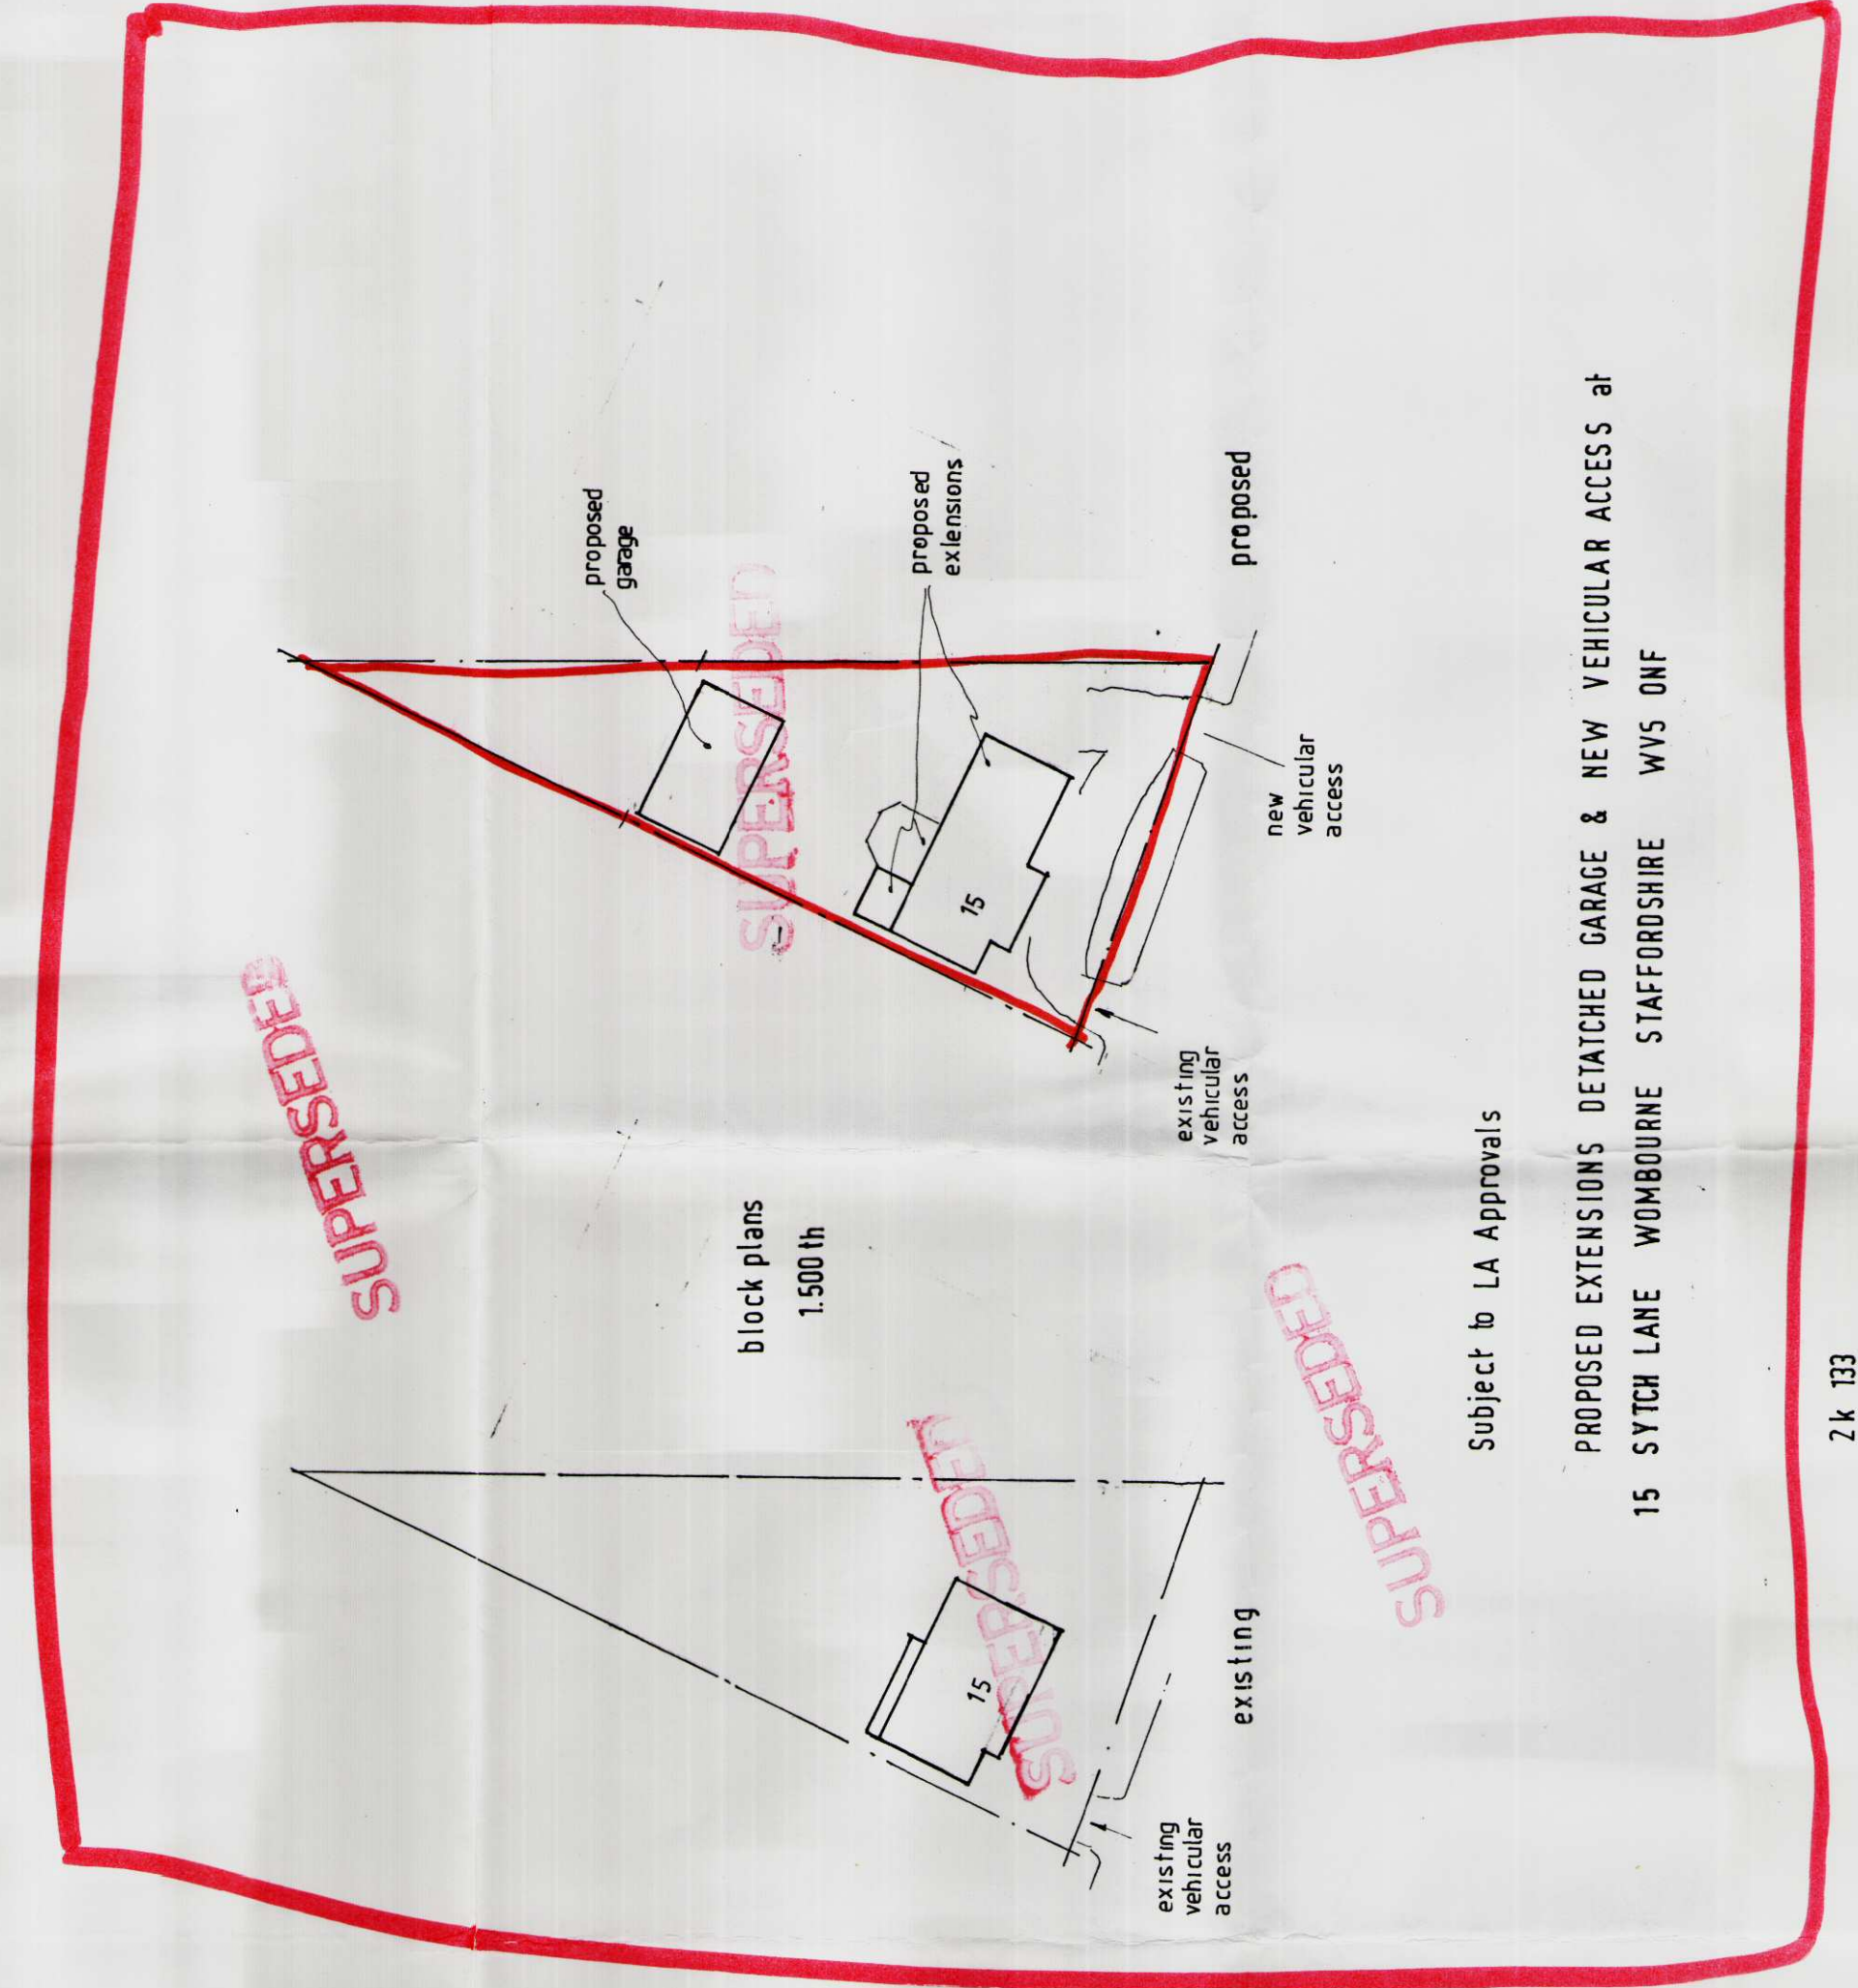 SUPERSEDED
block plans
1.500 th
proposed
garage
SUPERSEDED
proposed
extensions
15
15
SUPERSEDED
existing
vehicular
access
existing
existing
vehicular
access
new
vehicular
access
proposed
SUPERSEDED
Subject to LA Approvals
PROPOSED EXTENSIONS DETATCHED GARAGE & NEW VEHICULAR ACCESS at
15 SYTCH LANE WOMBOURNE STAFFORDSHIRE WV5 0NF
2k 133